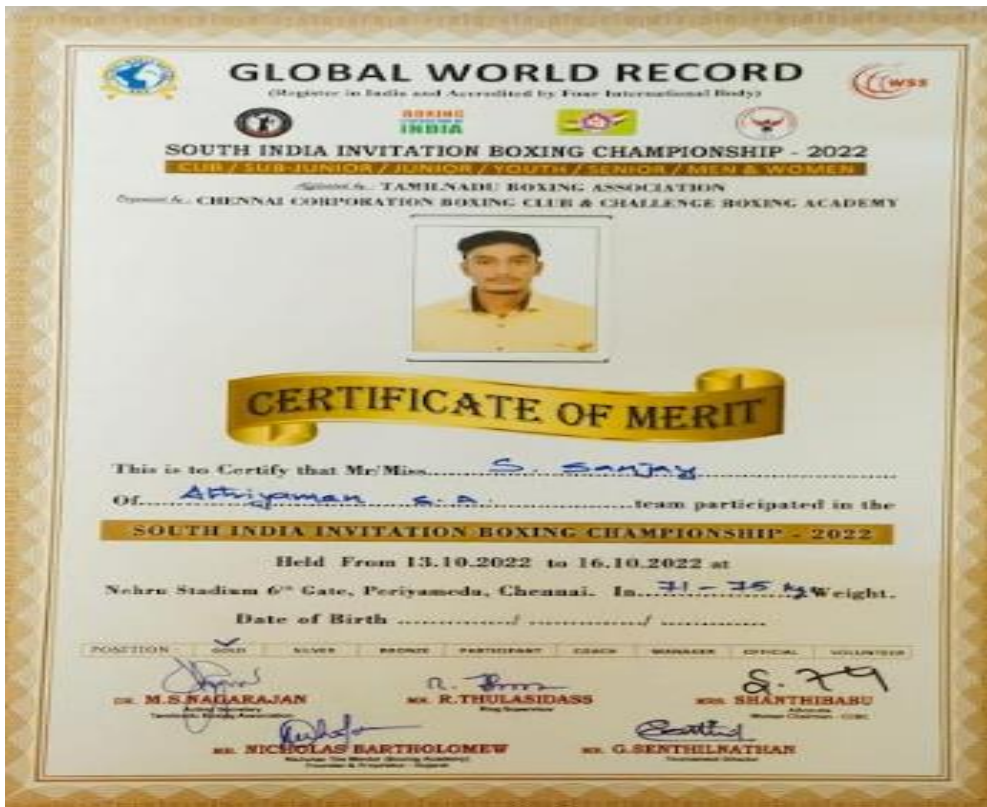 GLOBAL WORLD RECORD
(Register in India and Accredited by Four International Body)
WSS
BOXING
INDIA
SOUTH INDIA INVITATION BOXING CHAMPIONSHIP - 2022
CUB / SUB-JUNIOR / JUNIOR / YOUTH / SENIOR / MEN & WOMEN
TAMILNADU BOXING ASSOCIATION
CHENNAI CORPORATION BOXING CLUB & CHALLENGE BOXING ACADEMY
CERTIFICATE OF MERIT
This is to Certify that Mr/Miss........ S. Sanjay ........
Of........ Athiyaman S.A. ........team participated in the
SOUTH INDIA INVITATION BOXING CHAMPIONSHIP - 2022
Held From 13.10.2022 to 16.10.2022 at
Nehru Stadium 6th Gate, Periyamedu, Chennai. In.. 71 - 75 kg Weight.
Date of Birth ............../ ............../ ..............
POSITION GOLD SILVER BRONZE PARTICIPANT COACH MANAGER OFFICIAL VOLUNTEER
DR. M.S.NAGARAJAN MR. R.THULASIDASS MRS. SHANTHIBABU
MR. NICHOLAS BARTHOLOMEW MR. G.SENTHILNATHAN
Tournament Director